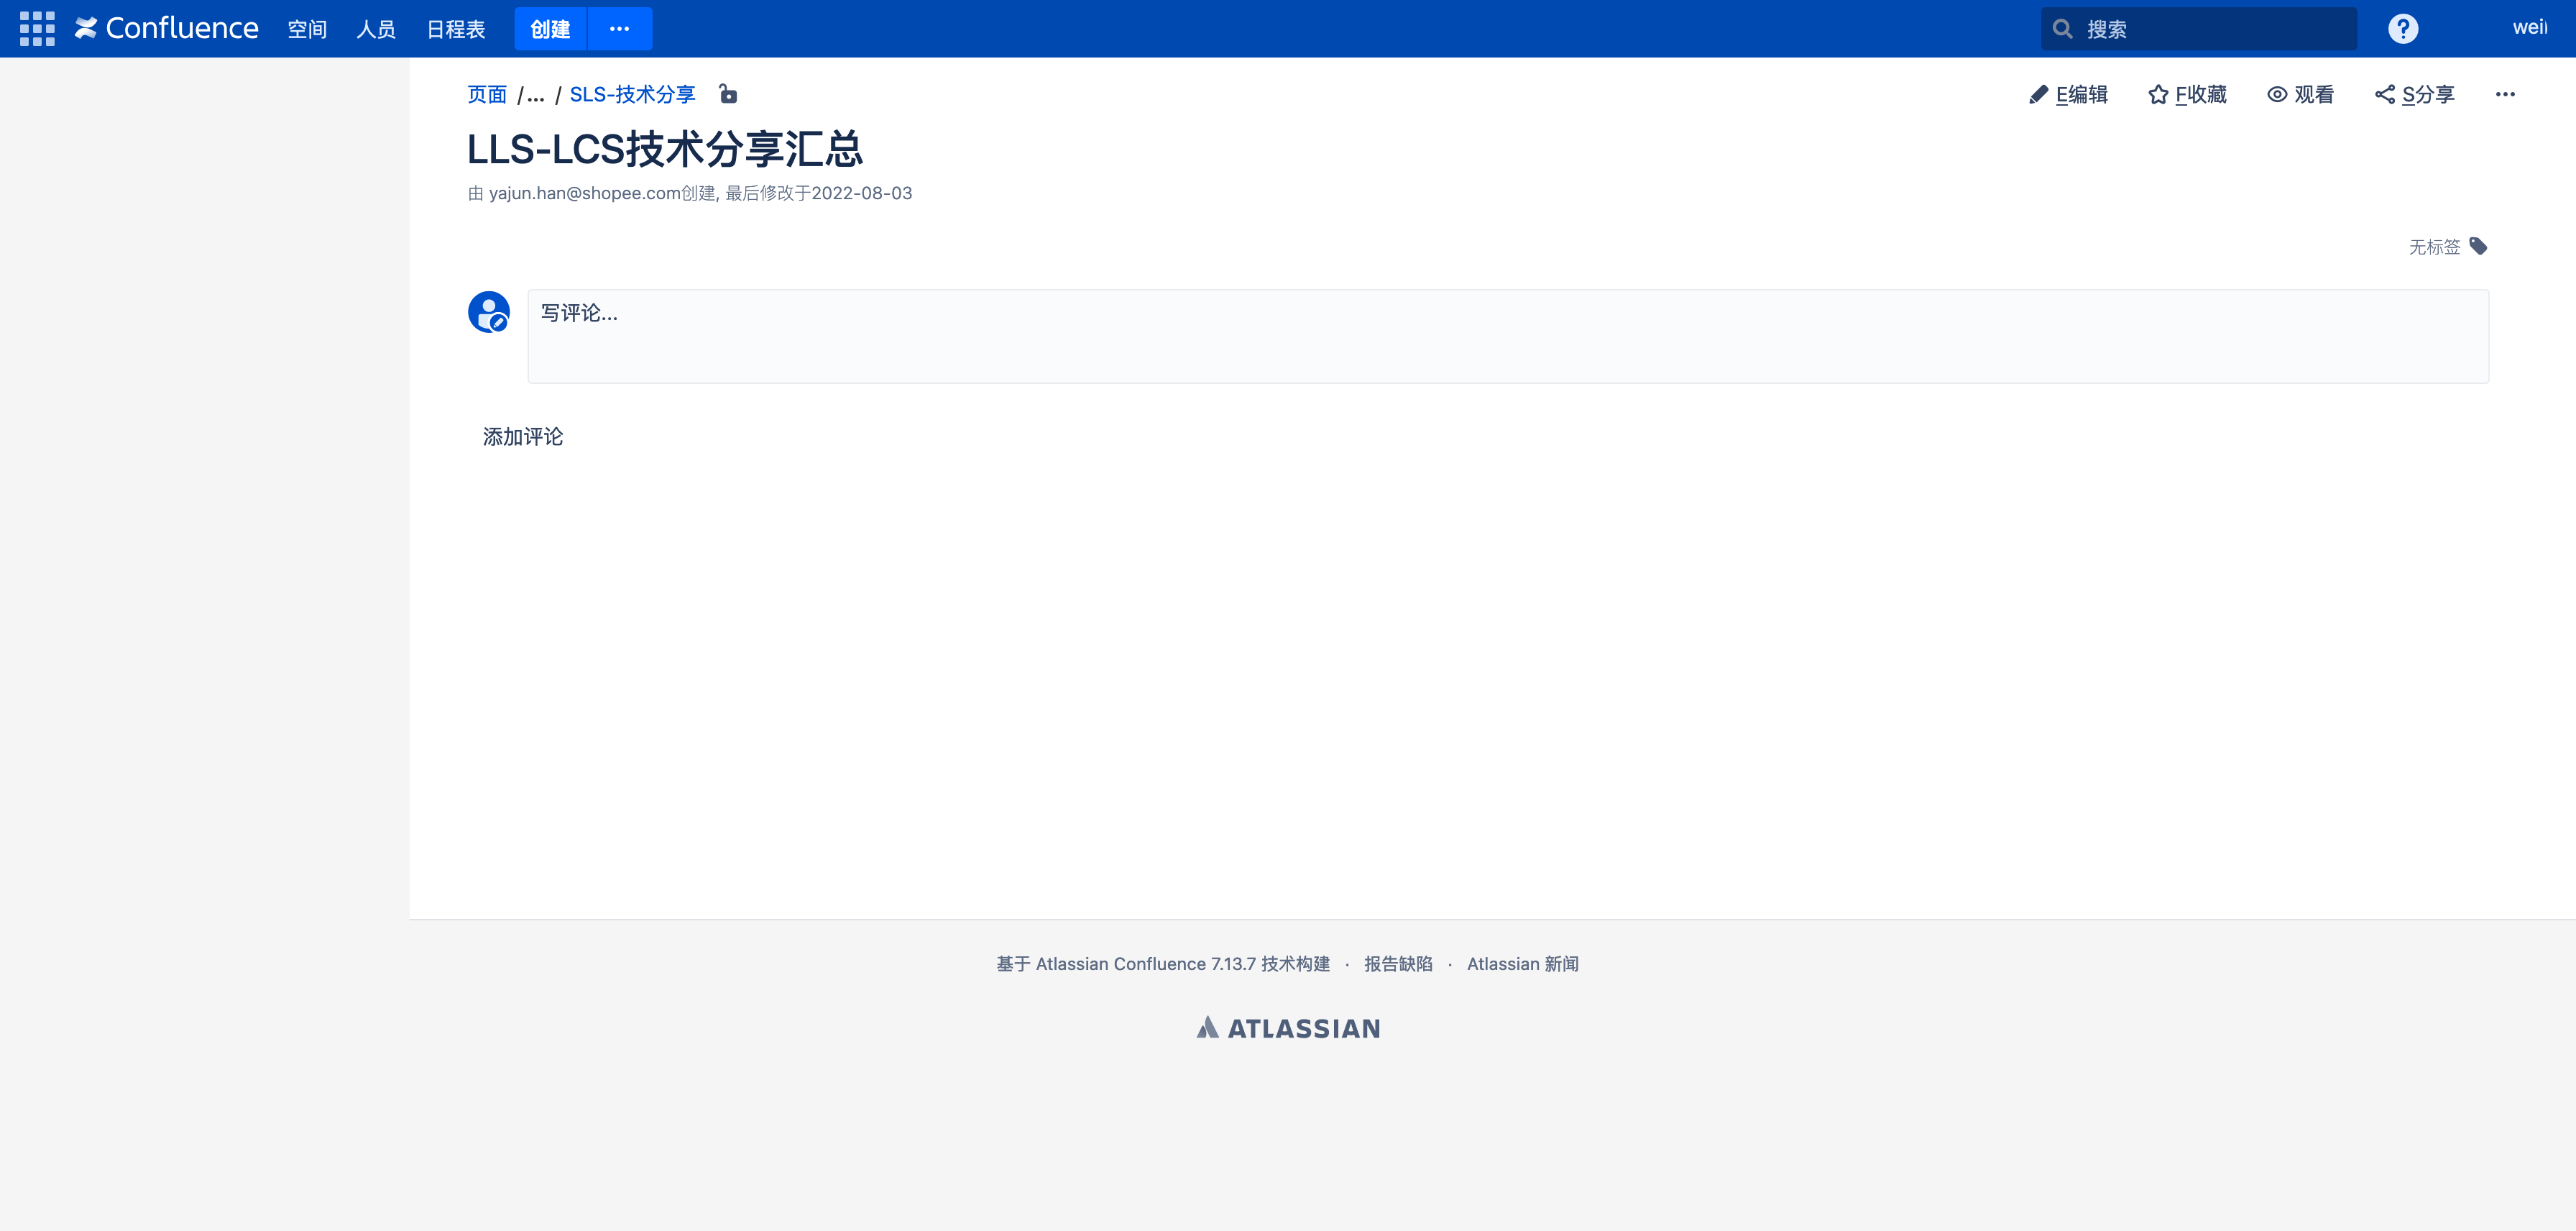 Confluence 空间 人员 日程表 创建 ··· 搜索 ?
页面 /... / SLS-技术分享 E编辑 F收藏 观看 S分享 ···
LLS-LCS技术分享汇总
由 yajun.han@shopee.com创建, 最后修改于2022-08-03
无标签
写评论...
添加评论
基于 Atlassian Confluence 7.13.7 技术构建 · 报告缺陷 · Atlassian 新闻
ATLASSIAN